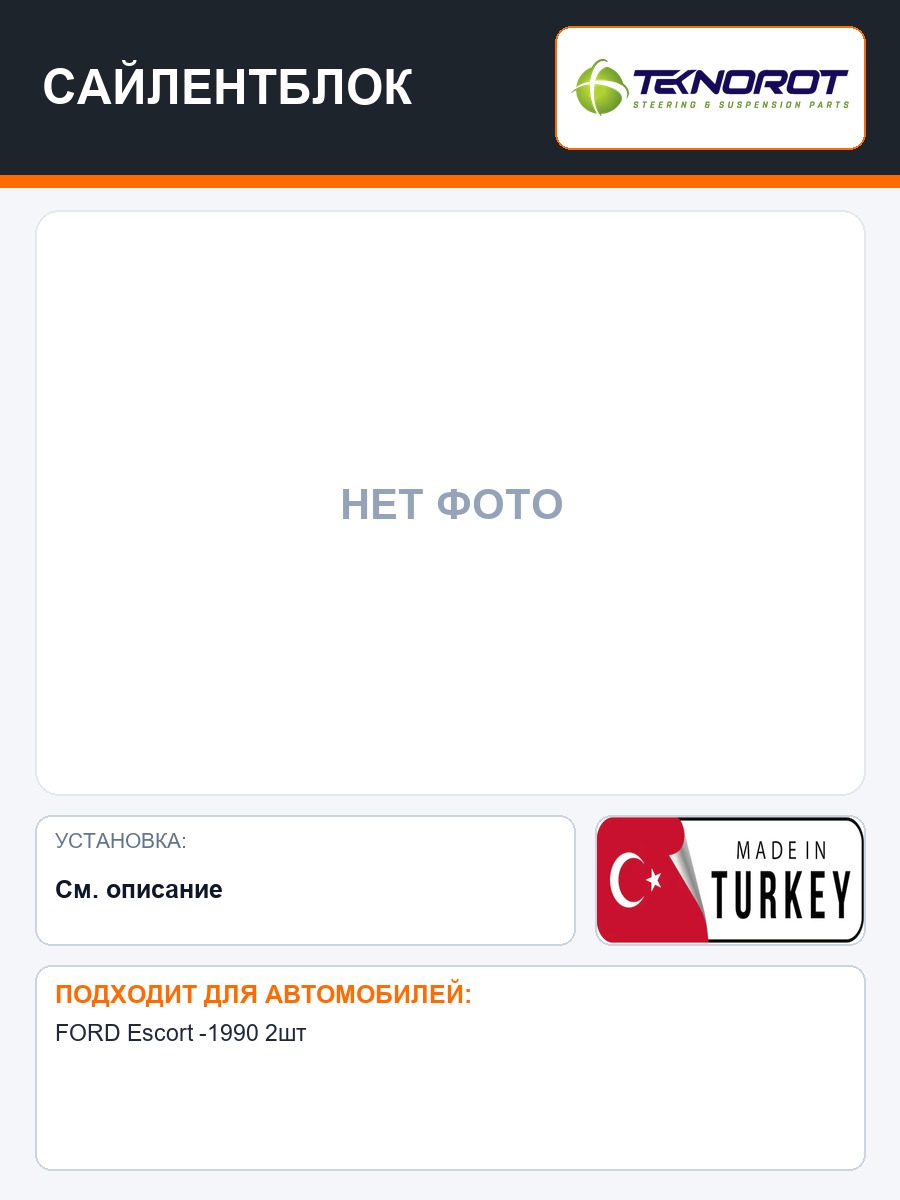 САЙЛЕНТБЛОК
TEKNOROT
STEERING & SUSPENSION PARTS
НЕТ ФОТО
УСТАНОВКА:
См. описание
MADE IN
TURKEY
ПОДХОДИТ ДЛЯ АВТОМОБИЛЕЙ:
FORD Escort -1990 2шт